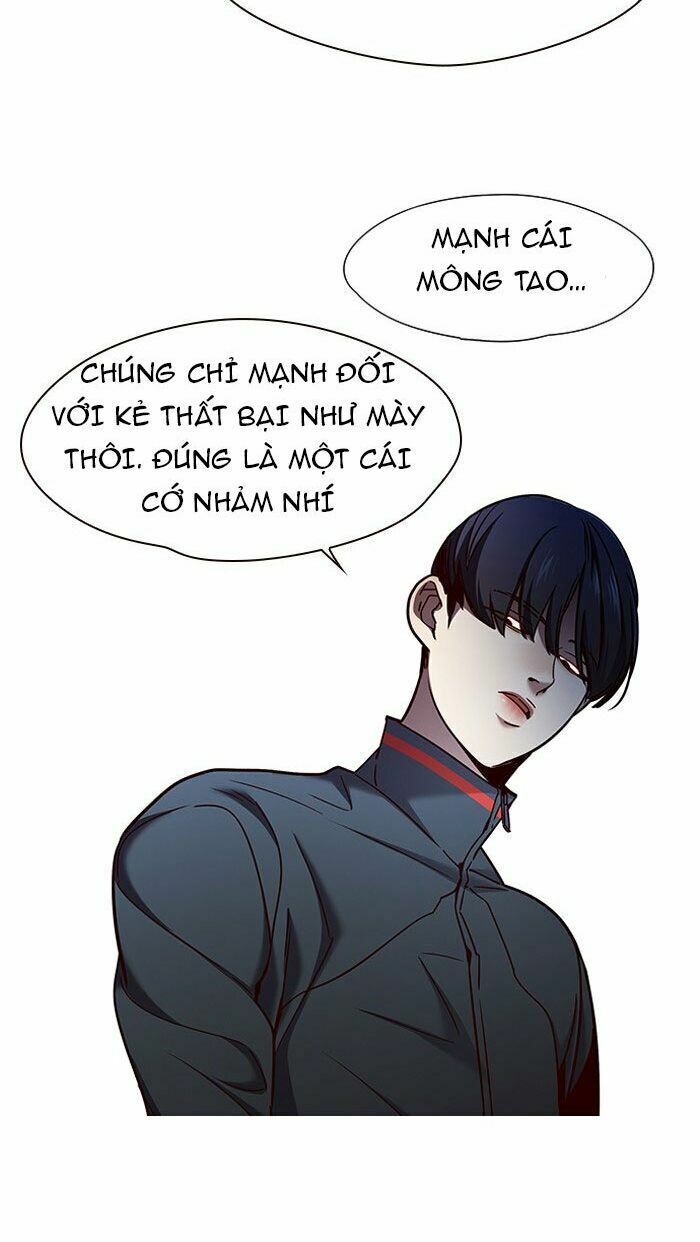 MẠNH CÁI
MÔNG TAO...
CHÚNG CHỈ MẠNH ĐỐI
VỚI KẺ THẤT BẠI NHƯ MÀY
THÔI. ĐÚNG LÀ MỘT CÁI
CỚ NHẢM NHÍ